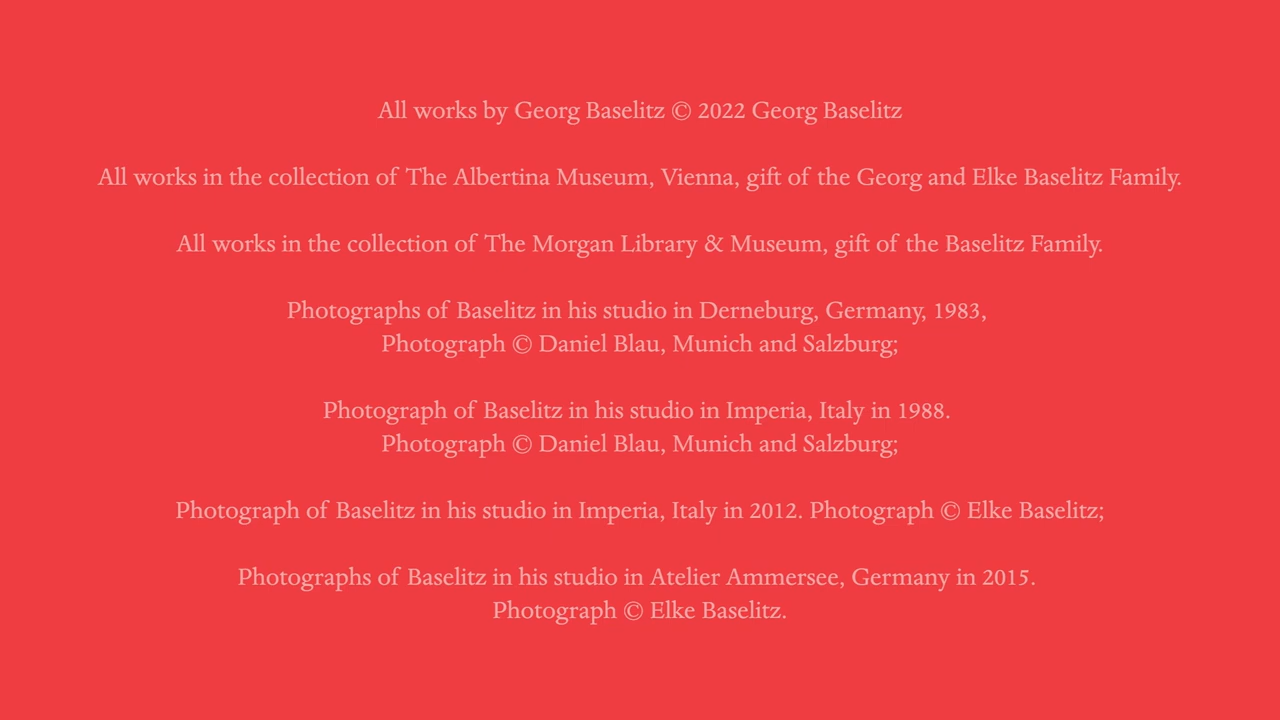 All works by Georg Baselitz © 2022 Georg Baselitz
All works in the collection of The Albertina Museum, Vienna, gift of the Georg and Elke Baselitz Family.
All works in the collection of The Morgan Library & Museum, gift of the Baselitz Family.
Photographs of Baselitz in his studio in Derneburg, Germany, 1983,
Photograph © Daniel Blau, Munich and Salzburg;
Photograph of Baselitz in his studio in Imperia, Italy in 1988.
Photograph © Daniel Blau, Munich and Salzburg;
Photograph of Baselitz in his studio in Imperia, Italy in 2012. Photograph © Elke Baselitz;
Photographs of Baselitz in his studio in Atelier Ammersee, Germany in 2015.
Photograph © Elke Baselitz.